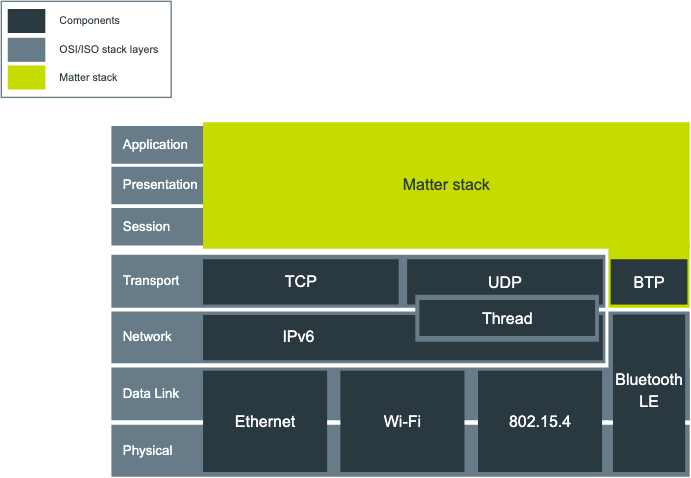 Components
OSI/ISO stack layers
Matter stack
Application
Presentation
Matter stack
Session
Transport
TCP
UDP
BTP
Thread
Network
IPv6
Data Link
Bluetooth
LE
Ethernet
Wi-Fi
802.15.4
Physical